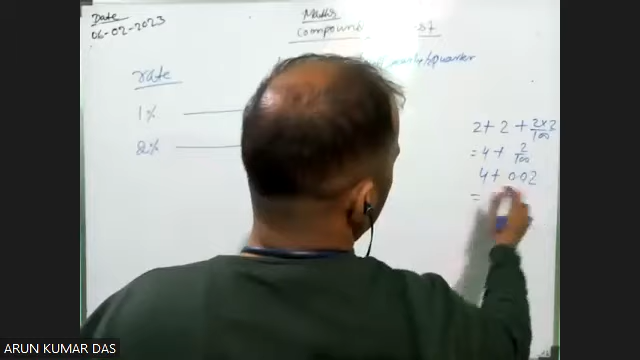 Date
06-02-2023
Maths
Compound
rate
1%
2%
2+ 2 + 2×2/100
= 4 + 2/100
4 + 0.02
=
ARUN KUMAR DAS